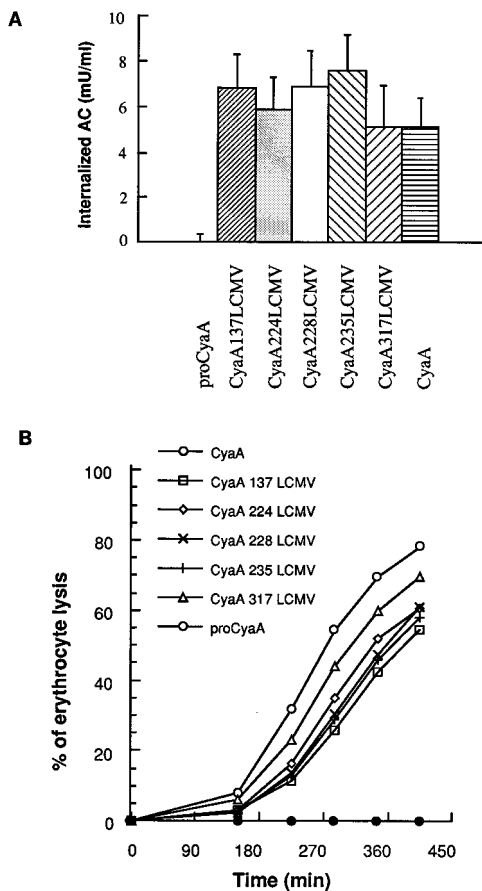 A
Internalized AC (mU/ml)
10
8
6
4
2
0
proCyaA
CyaA137LCMV
CyaA224LCMV
CyaA228LCMV
CyaA235LCMV
CyaA317LCMV
CyaA
B
CyaA
CyaA 137 LCMV
CyaA 224 LCMV
CyaA 228 LCMV
CyaA 235 LCMV
CyaA 317 LCMV
proCyaA
% of erythrocyte lysis
100
80
60
40
20
0
0 90 180 270 360 450
Time (min)